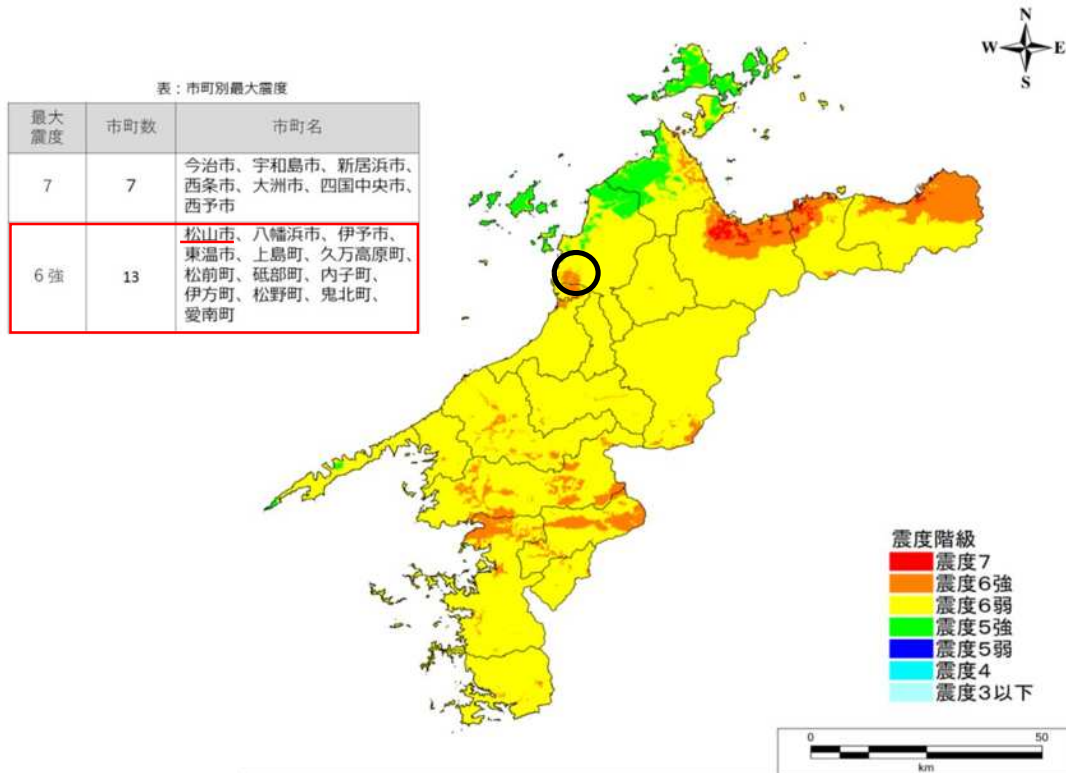 N
W E
S
表：市町別最大震度
最大
震度
市町数
市町名
7
7
今治市、宇和島市、新居浜市、
西条市、大洲市、四国中央市、
西予市
6強
13
松山市、八幡浜市、伊予市、
東温市、上島町、久万高原町、
松前町、砥部町、内子町、
伊方町、松野町、鬼北町、
愛南町
震度階級
震度7
震度6強
震度6弱
震度5強
震度5弱
震度4
震度3以下
0 50
km